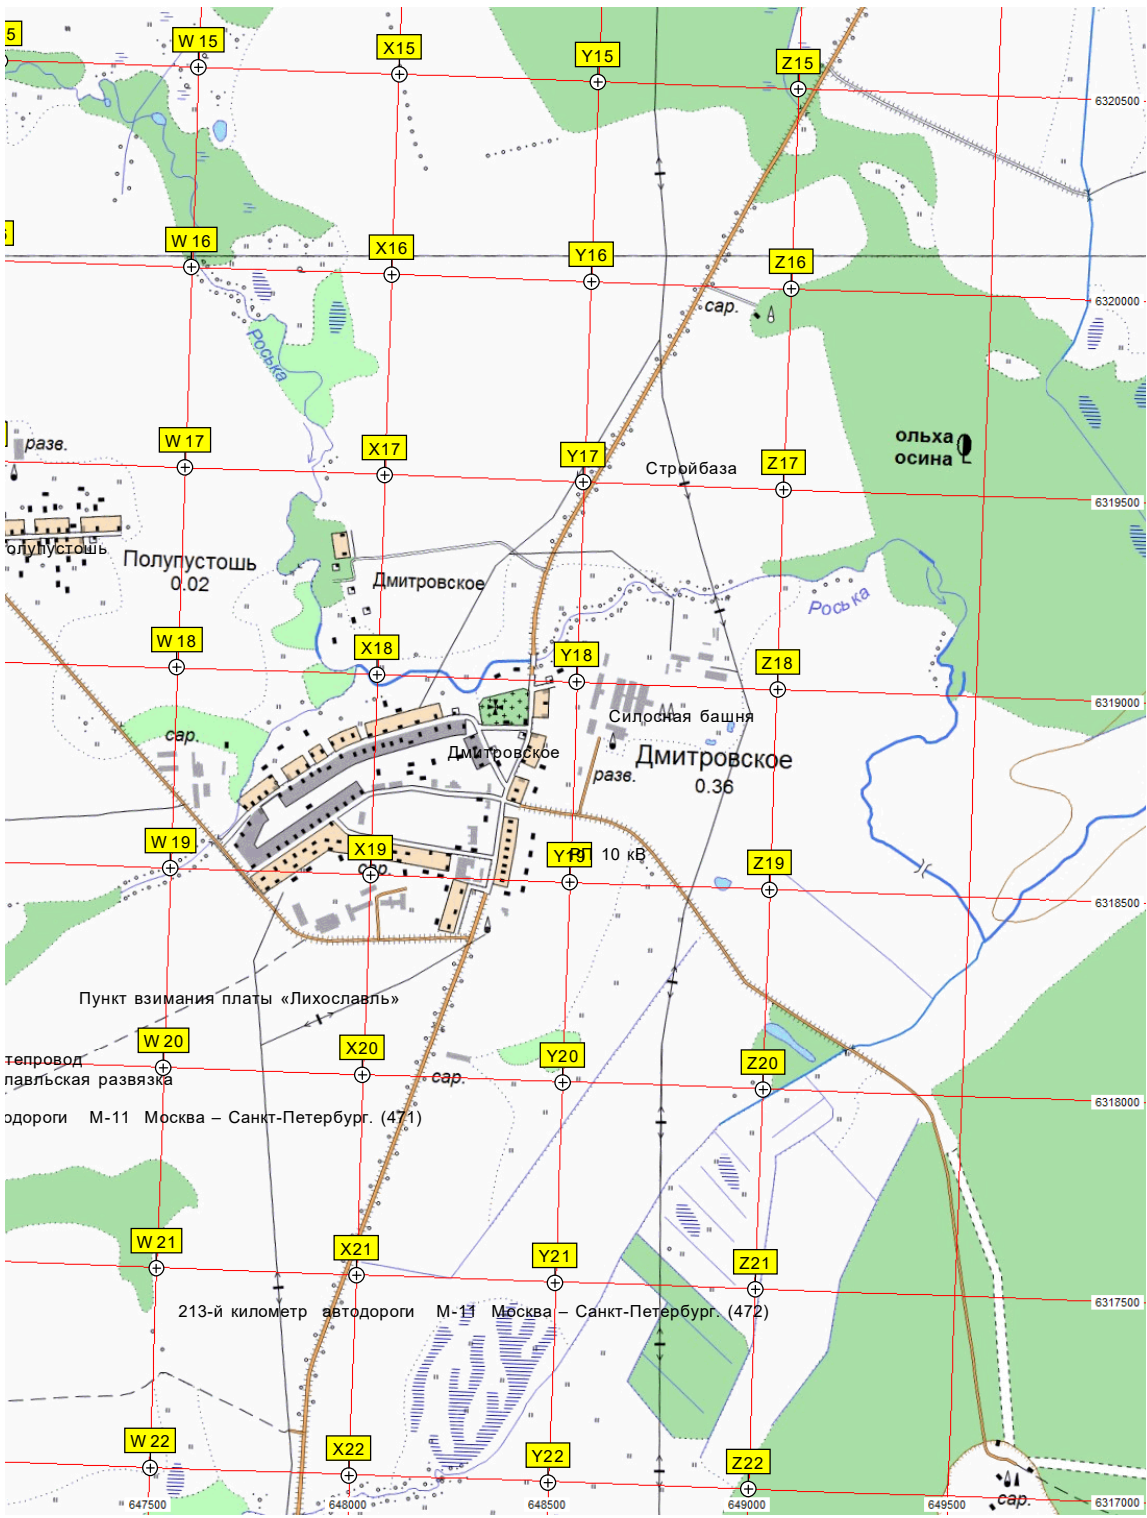 5
W 15
X15
Y15
Z15
6320500
W 16
X16
Y16
Z16
сар.
6320000
Роська
W 17
разв.
X17
Y17
Стройбаза
Z17
ольха
осина
6319500
олупустошь
Полупустошь
0.02
Дмитровское
Роська
W 18
X18
Y18
Z18
6319000
сар.
Силосная башня
Дмитровское
Дмитровское
0.36
разв.
W 19
X19
Y19
РП 10 кВ
Z19
сар.
6318500
Пункт взимания платы «Лихославль»
W 20
X20
Y20
Z20
тепровод
лавльская развязка
сар.
6318000
одороги М-11 Москва – Санкт-Петербург. (471)
W 21
X21
Y21
Z21
6317500
213-й километр автодороги М-11 Москва – Санкт-Петербург. (472)
W 22
X22
Y22
Z22
сар.
647500
648000
648500
649000
649500
6317000